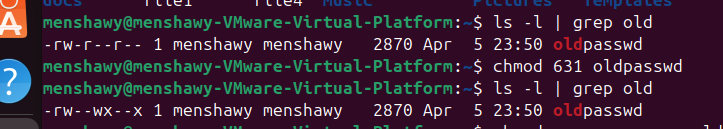 docs file1 file4 Music Pictures Templates
menshawy@menshawy-VMware-Virtual-Platform:~$ ls -l | grep old
-rw-r--r-- 1 menshawy menshawy   2870 Apr  5 23:50 oldpasswd
menshawy@menshawy-VMware-Virtual-Platform:~$ chmod 631 oldpasswd
menshawy@menshawy-VMware-Virtual-Platform:~$ ls -l | grep old
-rw--wx--x 1 menshawy menshawy   2870 Apr  5 23:50 oldpasswd